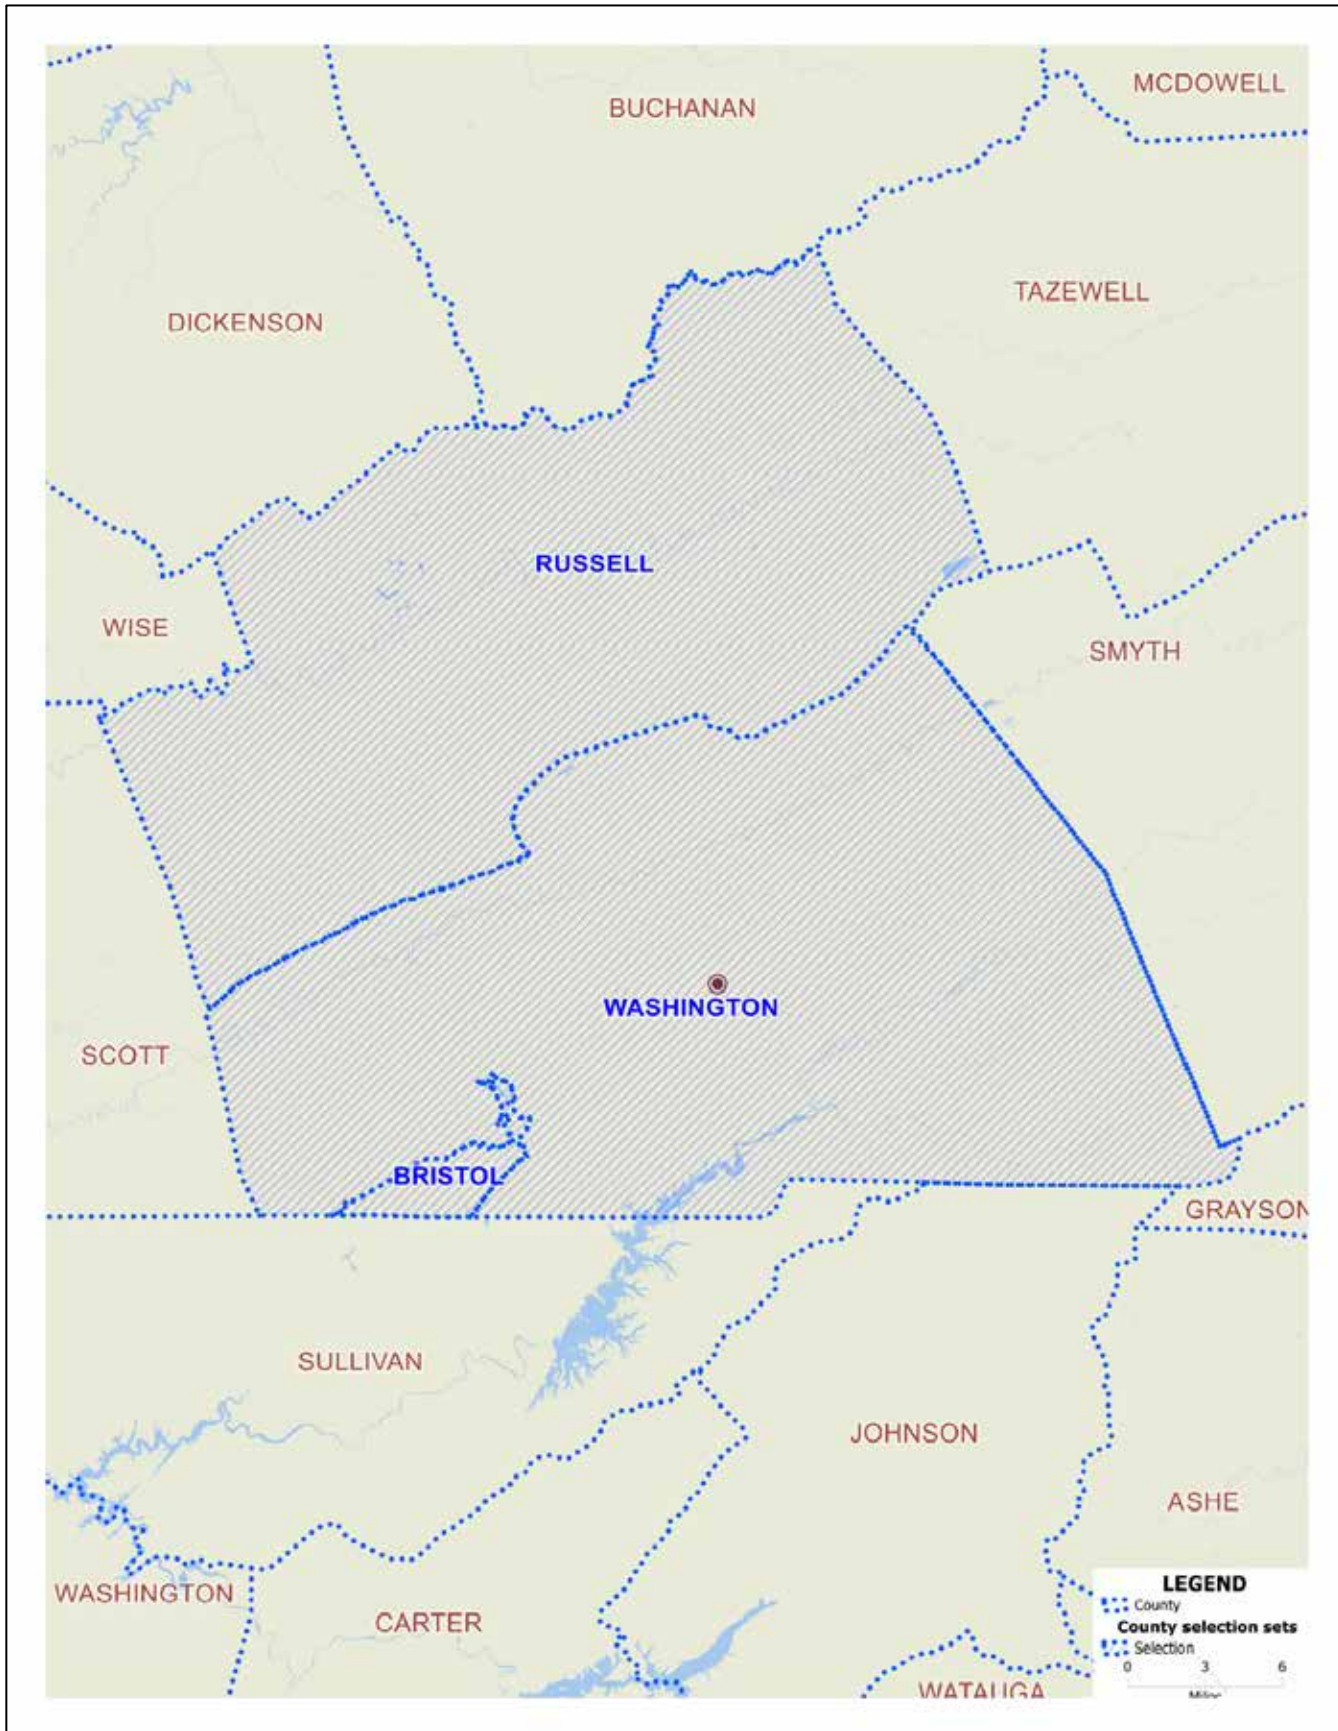 MCDOWELL
BUCHANAN
TAZEWELL
DICKENSON
RUSSELL
WISE
SMYTH
WASHINGTON
SCOTT
BRISTOL
GRAYSON
SULLIVAN
JOHNSON
ASHE
WASHINGTON
CARTER
WATAUGA
LEGEND
County
County selection sets
Selection
0 3 6
Miles